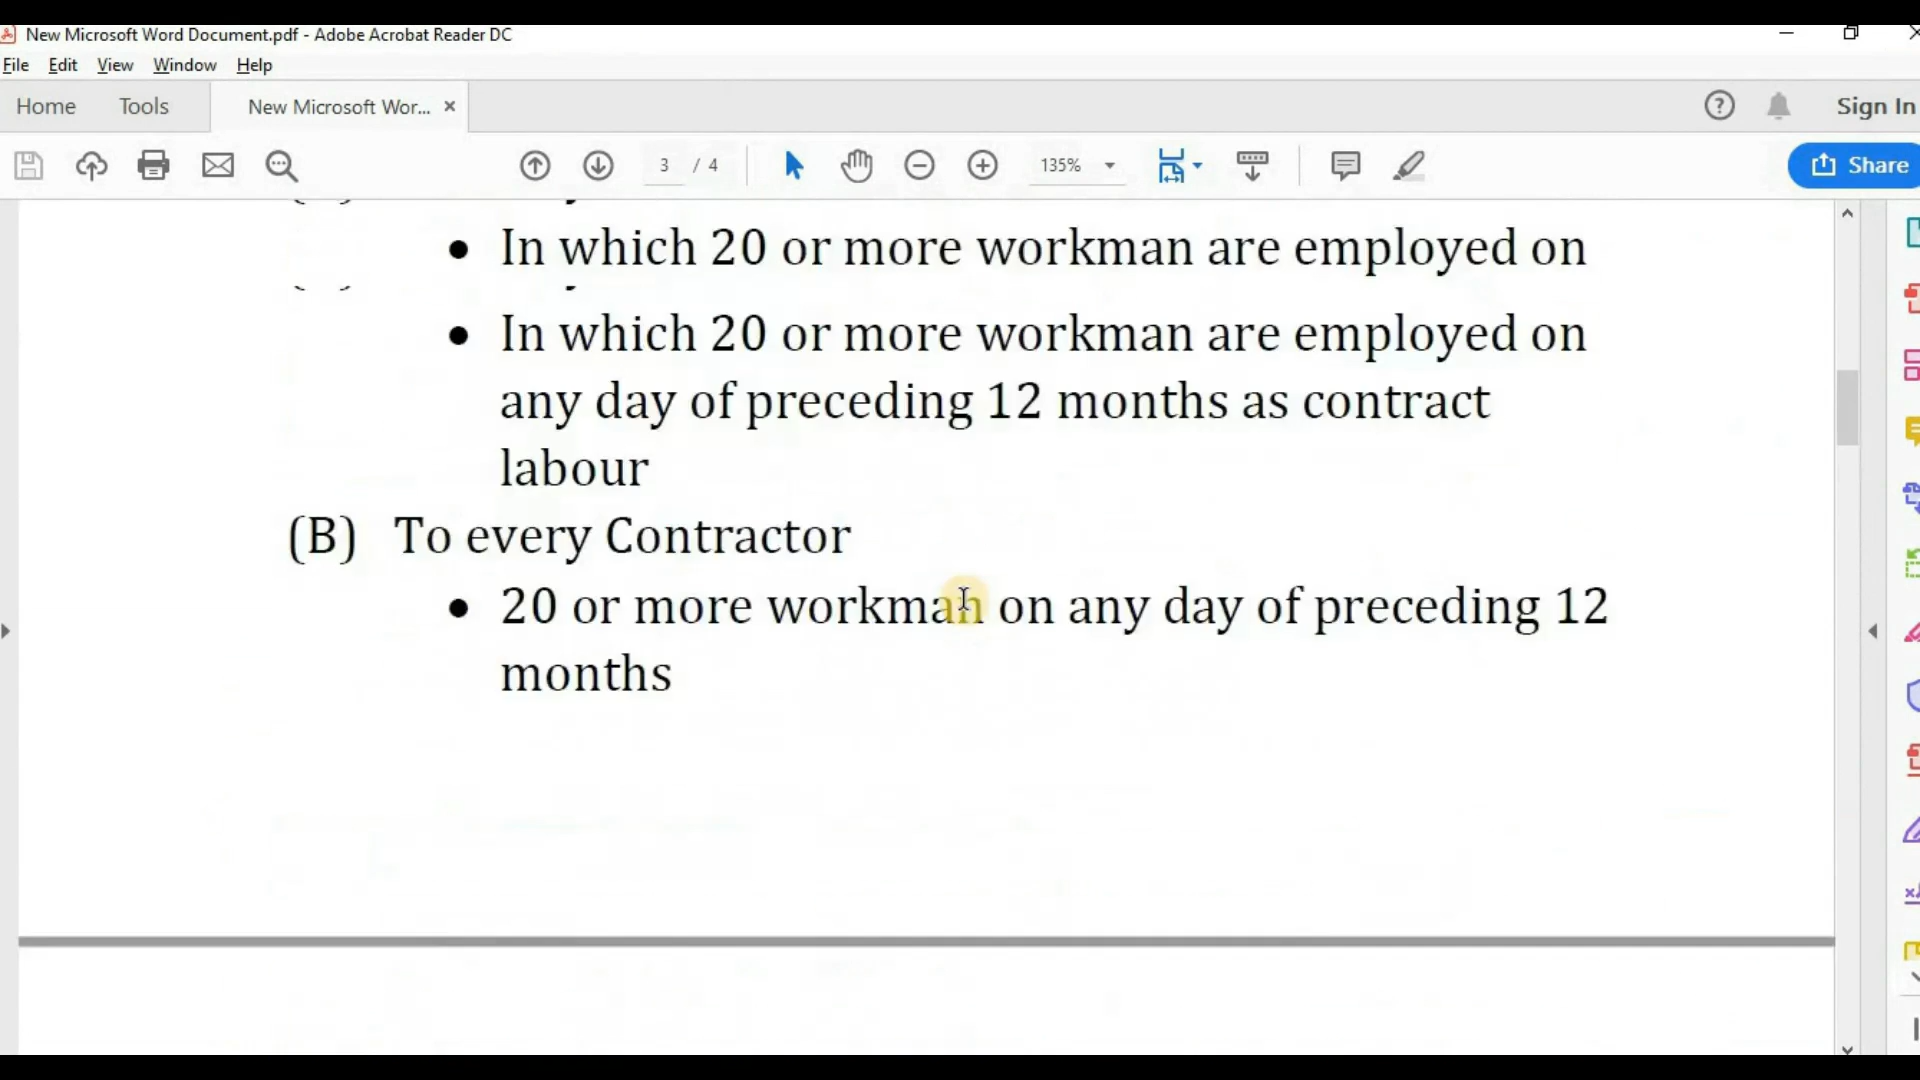 New Microsoft Word Document.pdf - Adobe Acrobat Reader DC
File Edit View Window Help
Home Tools New Microsoft Wor... × Sign In
3 / 4 135% Share
• In which 20 or more workman are employed on
• In which 20 or more workman are employed on
any day of preceding 12 months as contract
labour
(B) To every Contractor
• 20 or more workman on any day of preceding 12
months